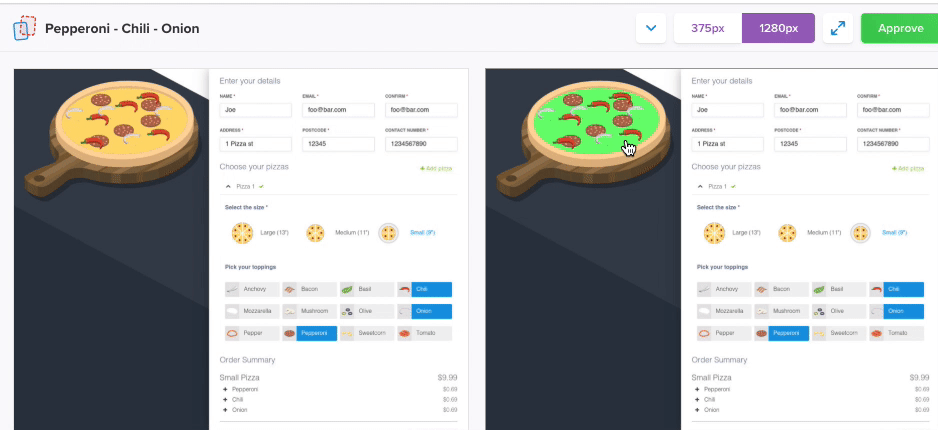 Pepperoni - Chili - Onion
375px
1280px
Approve
Enter your details
NAME *
EMAIL *
CONFIRM *
Joe
foo@bar.com
foo@bar.com
ADDRESS *
POSTCODE *
CONTACT NUMBER *
1 Pizza st
12345
1234567890
Choose your pizzas
+ Add pizza
Pizza 1
Select the size *
Large (13")
Medium (11")
Small (9")
Pick your toppings
Anchovy
Bacon
Basil
Chili
Mozzarella
Mushroom
Olive
Onion
Pepper
Pepperoni
Sweetcorn
Tomato
Order Summary
Small Pizza
$9.99
+ Pepperoni
$0.69
+ Chili
$0.69
+ Onion
$0.69
Enter your details
NAME *
EMAIL *
CONFIRM *
Joe
foo@bar.com
foo@bar.com
ADDRESS *
POSTCODE *
CONTACT NUMBER *
1 Pizza st
12345
1234567890
Choose your pizzas
+ Add pizza
Pizza 1
Select the size *
Large (13")
Medium (11")
Small (9")
Pick your toppings
Anchovy
Bacon
Basil
Chili
Mozzarella
Mushroom
Olive
Onion
Pepper
Pepperoni
Sweetcorn
Tomato
Order Summary
Small Pizza
$9.99
+ Pepperoni
$0.69
+ Chili
$0.69
+ Onion
$0.69